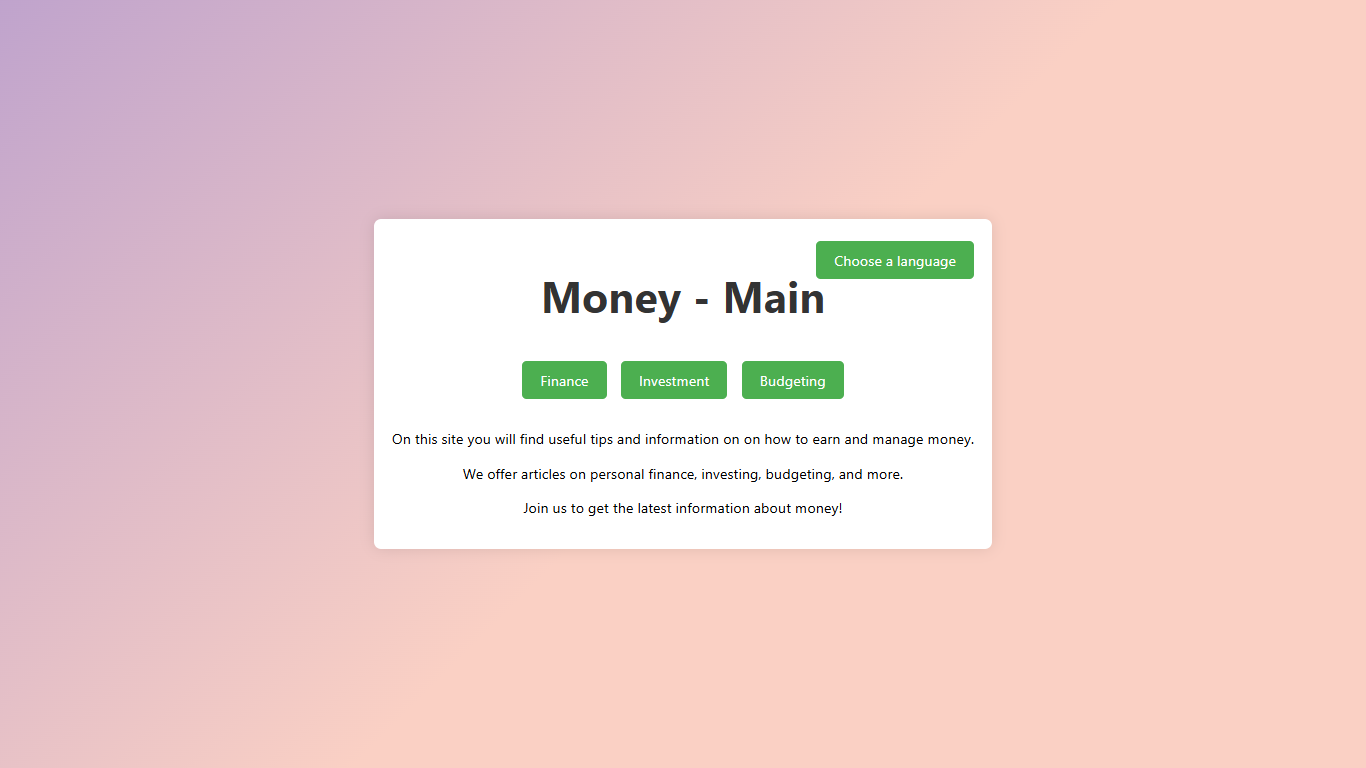 Choose a language
Money - Main
Finance
Investment
Budgeting
On this site you will find useful tips and information on on how to earn and manage money.
We offer articles on personal finance, investing, budgeting, and more.
Join us to get the latest information about money!